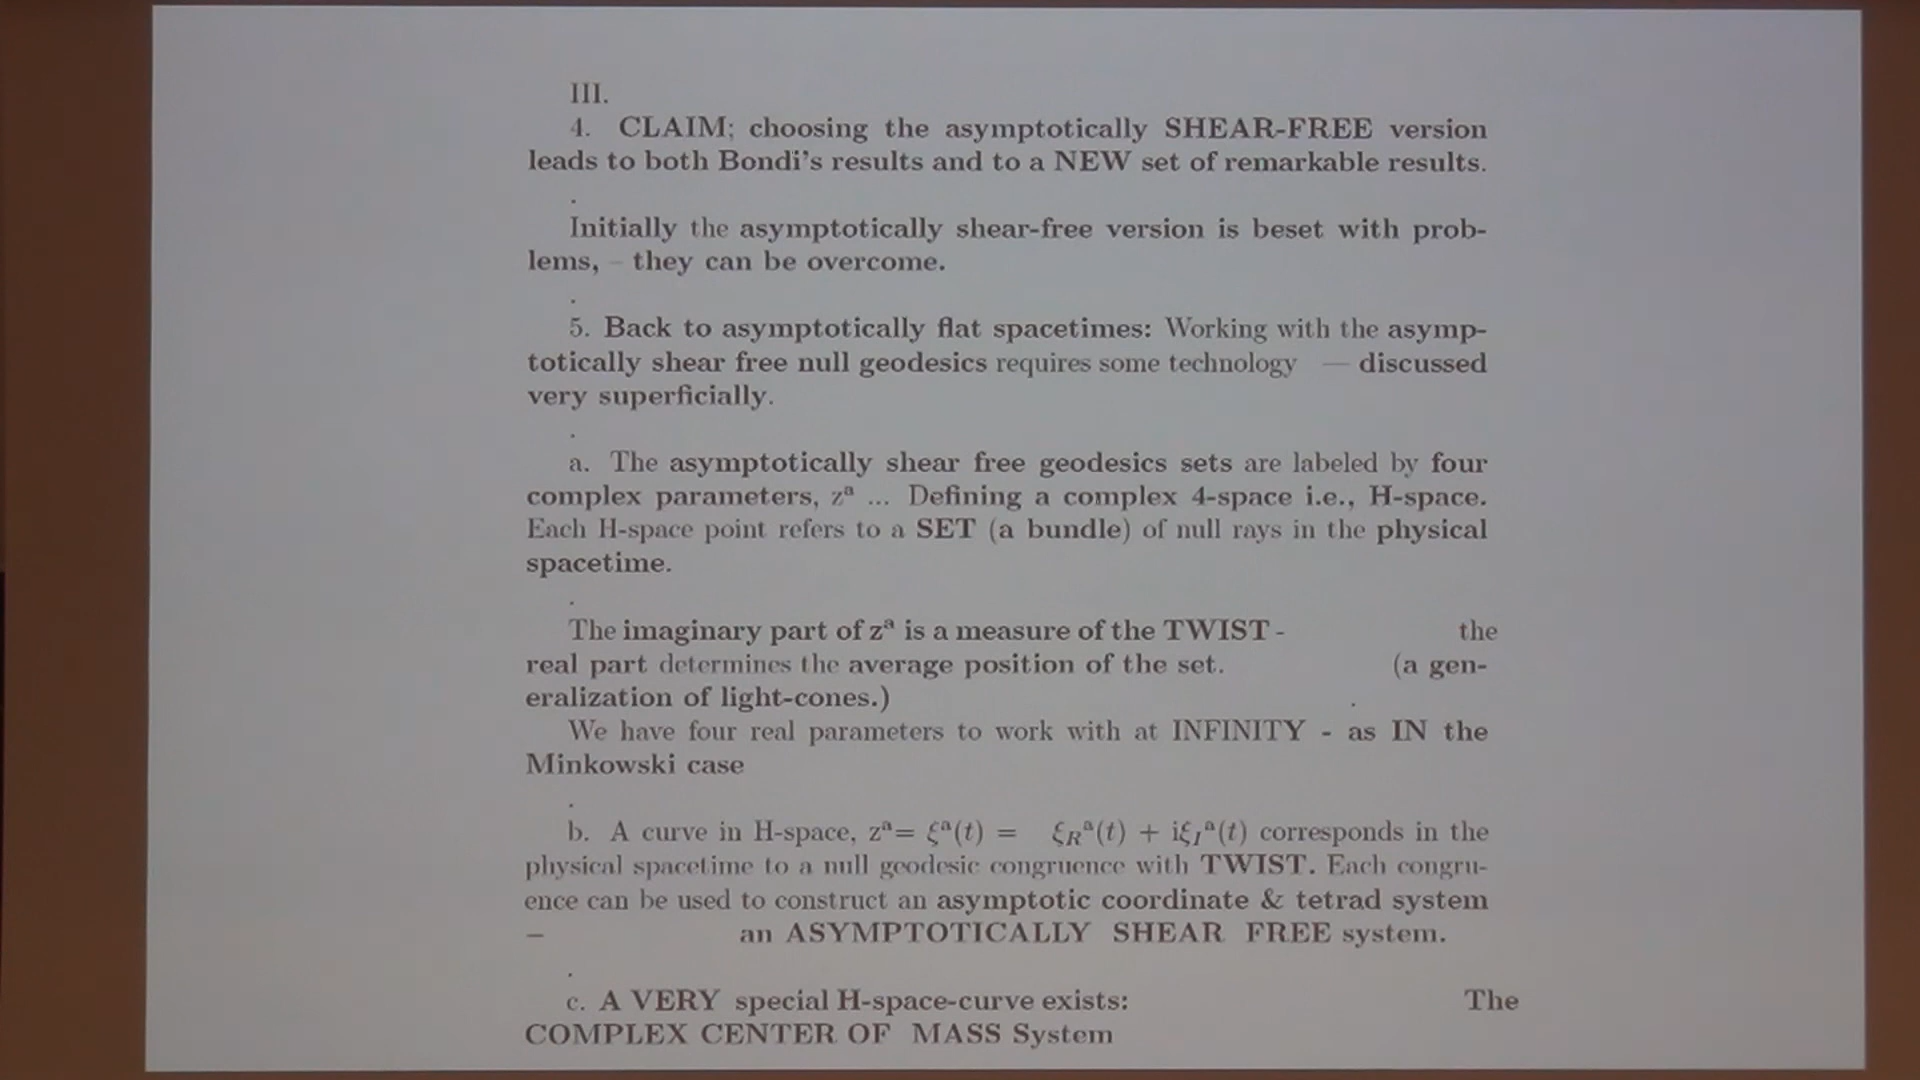 III.
4. CLAIM; choosing the asymptotically SHEAR-FREE version
leads to both Bondi's results and to a NEW set of remarkable results.
.
Initially the asymptotically shear-free version is beset with prob-
lems, – they can be overcome.
.
5. Back to asymptotically flat spacetimes: Working with the asymp-
totically shear free null geodesics requires some technology — discussed
very superficially.
.
a. The asymptotically shear free geodesics sets are labeled by four
complex parameters, zᵃ ... Defining a complex 4-space i.e., H-space.
Each H-space point refers to a SET (a bundle) of null rays in the physical
spacetime.
.
The imaginary part of zᵃ is a measure of the TWIST - the
real part determines the average position of the set. (a gen-
eralization of light-cones.) .
We have four real parameters to work with at INFINITY - as IN the
Minkowski case
.
b. A curve in H-space, zᵃ= ξᵃ(t) = ξ_Rᵃ(t) + iξ_Iᵃ(t) corresponds in the
physical spacetime to a null geodesic congruence with TWIST. Each congru-
ence can be used to construct an asymptotic coordinate & tetrad system
– an ASYMPTOTICALLY SHEAR FREE system.
.
c. A VERY special H-space-curve exists: The
COMPLEX CENTER OF MASS System